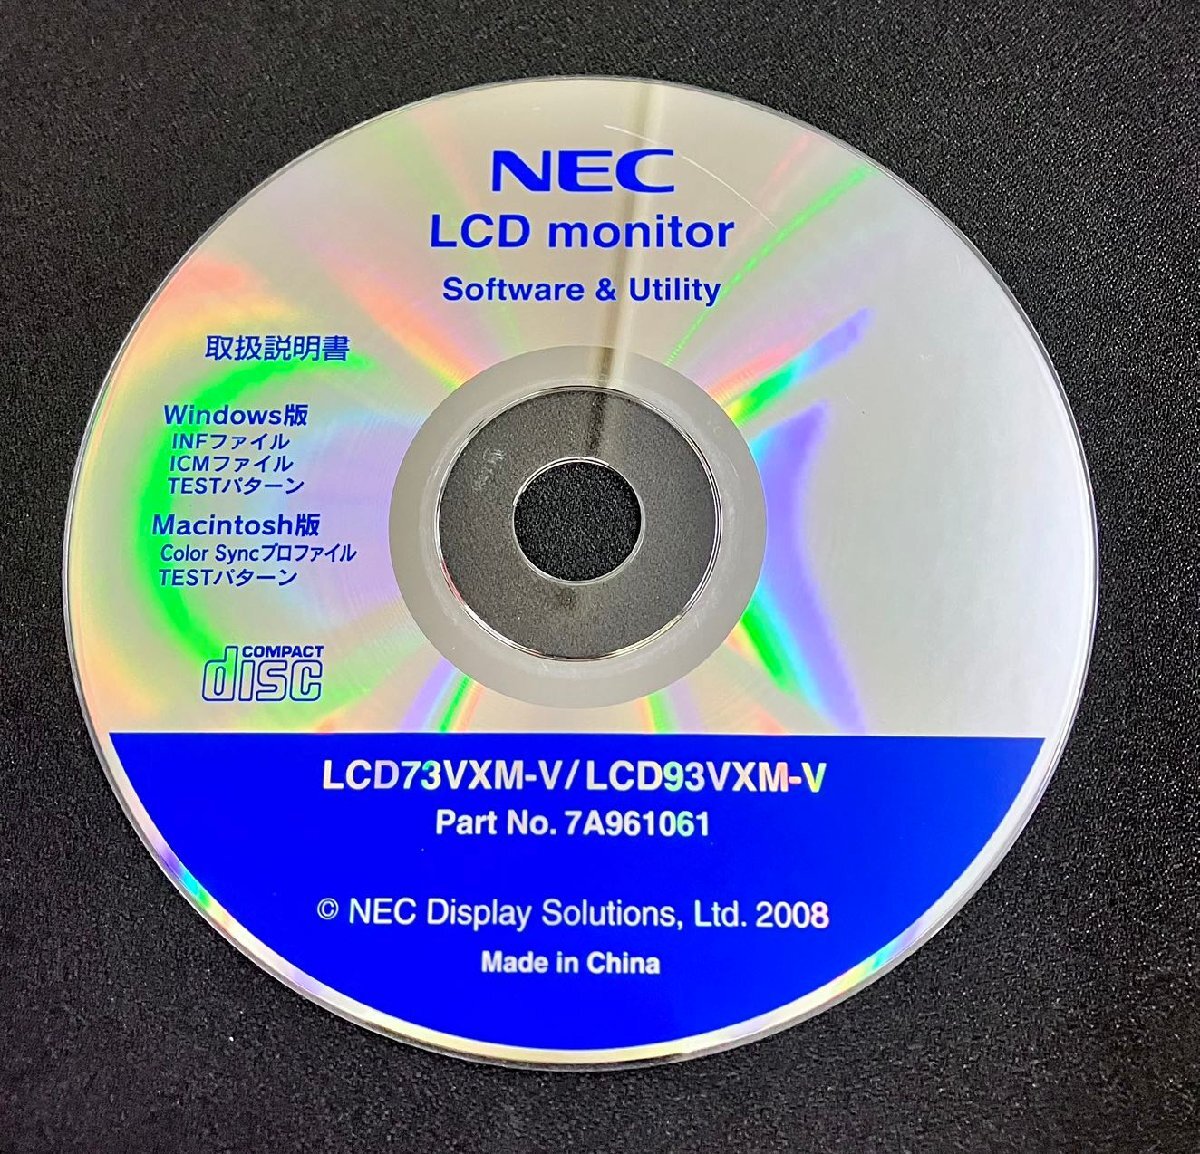 NEC
LCD monitor
Software & Utility
取扱説明書
Windows版
INFファイル
ICMファイル
TESTパターン
Macintosh版
Color Syncプロファイル
TESTパターン
COMPACT
disc
LCD73VXM-V/LCD93VXM-V
Part No. 7A961061
© NEC Display Solutions, Ltd. 2008
Made in China